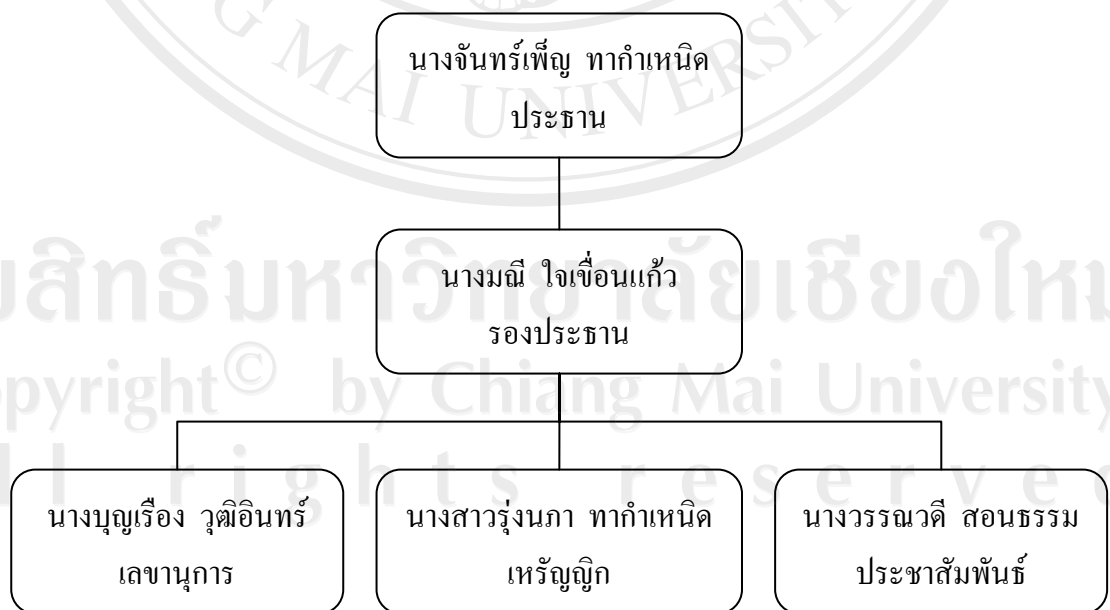 G MAI UNIVERSIT
นางจันทร์เพ็ญ ทากำเหนิด
ประธาน
นางมณี ใจเขื่อนแก้ว
รองประธาน
นางบุญเรือง วุฒิอินทร์
เลขานุการ
นางสาวรุ่งนภา ทากำเหนิด
เหรัญญิก
นางวรรณวดี สอนธรรม
ประชาสัมพันธ์
สิทธิ์มหาวิทยาลัยเชียงใหม
opyright© by Chiang Mai University
ll rights reserve